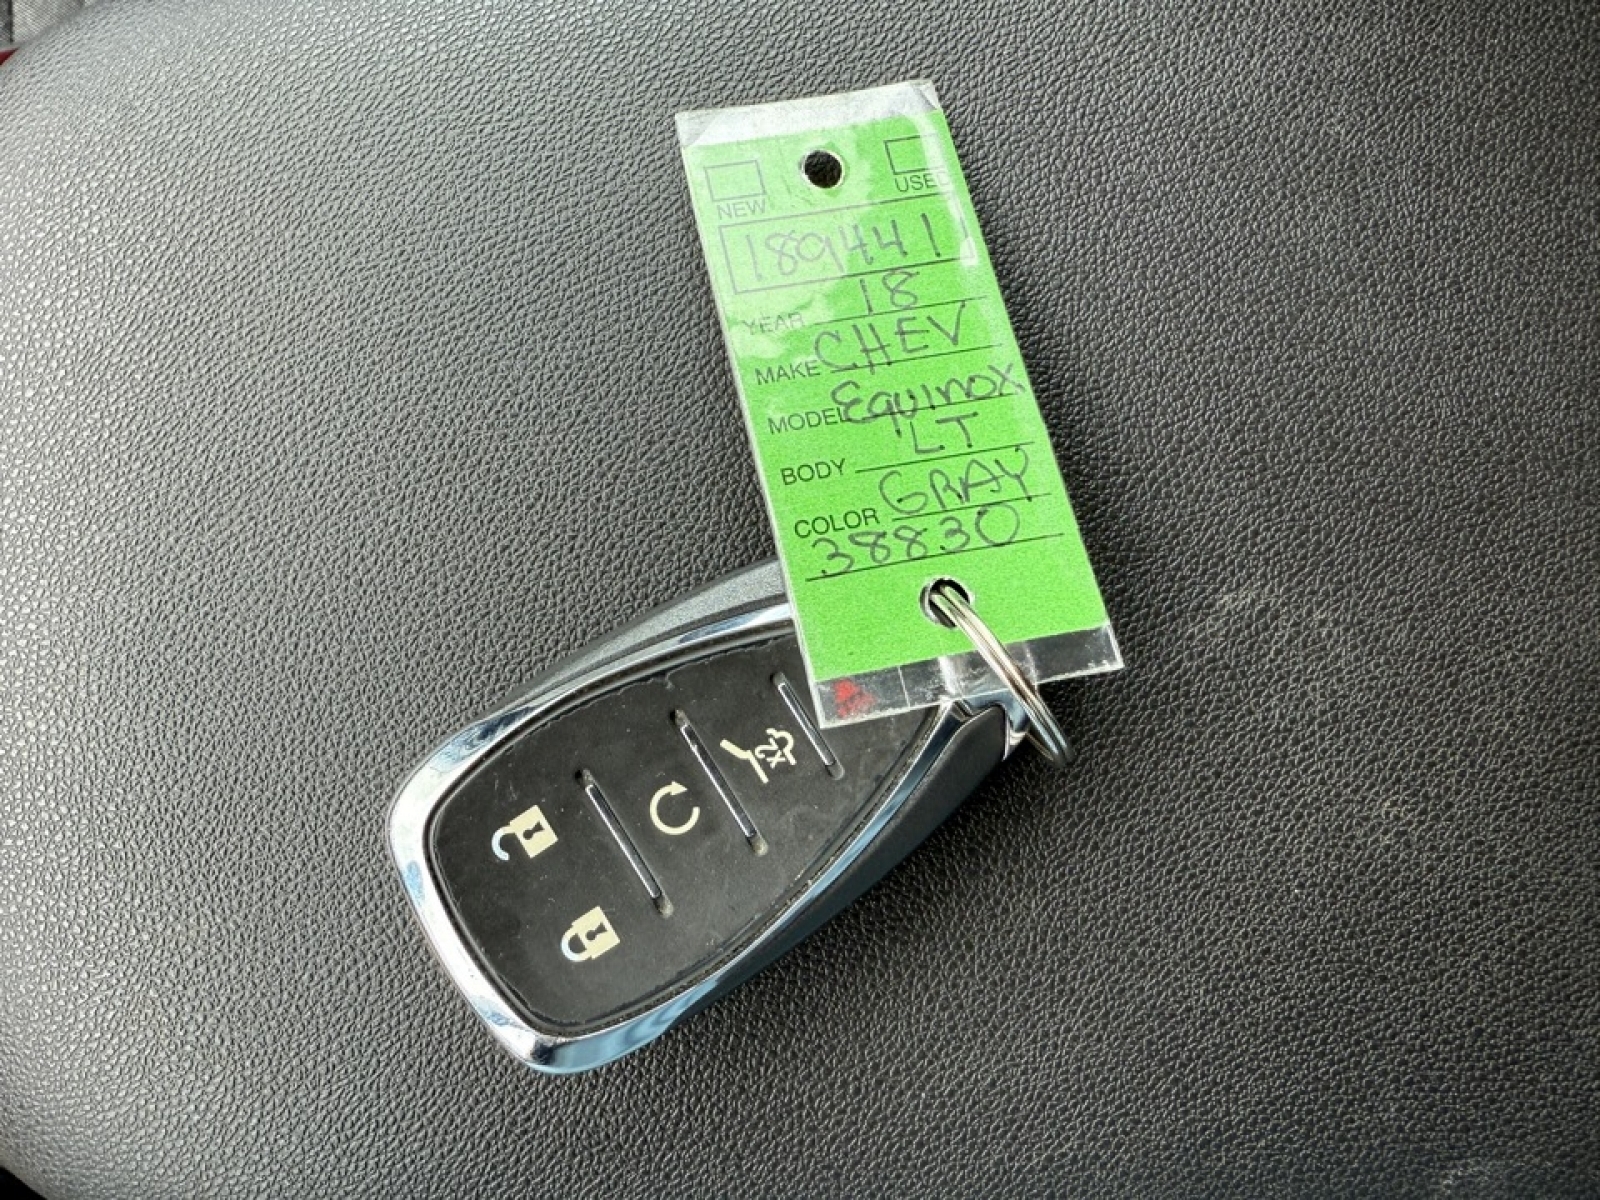 NEW USED
189441
YEAR 18
MAKE CHEV
MODEL Equinox
BODY LT
COLOR GRAY
38830